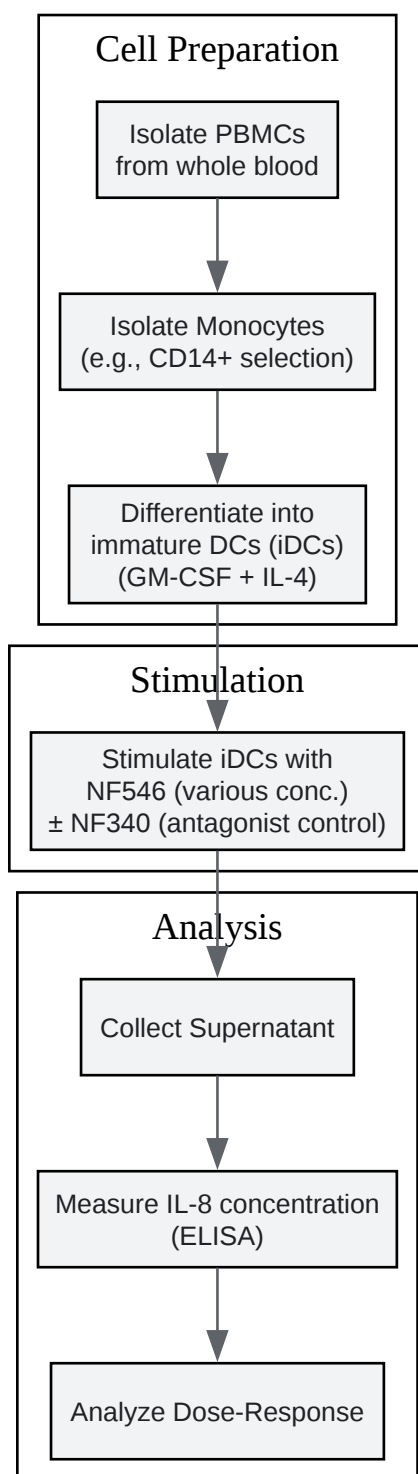 Cell Preparation
Isolate PBMCs
from whole blood
Isolate Monocytes
(e.g., CD14+ selection)
Differentiate into
immature DCs (iDCs)
(GM-CSF + IL-4)
Stimulation
Stimulate iDCs with
NF546 (various conc.)
± NF340 (antagonist control)
Analysis
Collect Supernatant
Measure IL-8 concentration
(ELISA)
Analyze Dose-Response